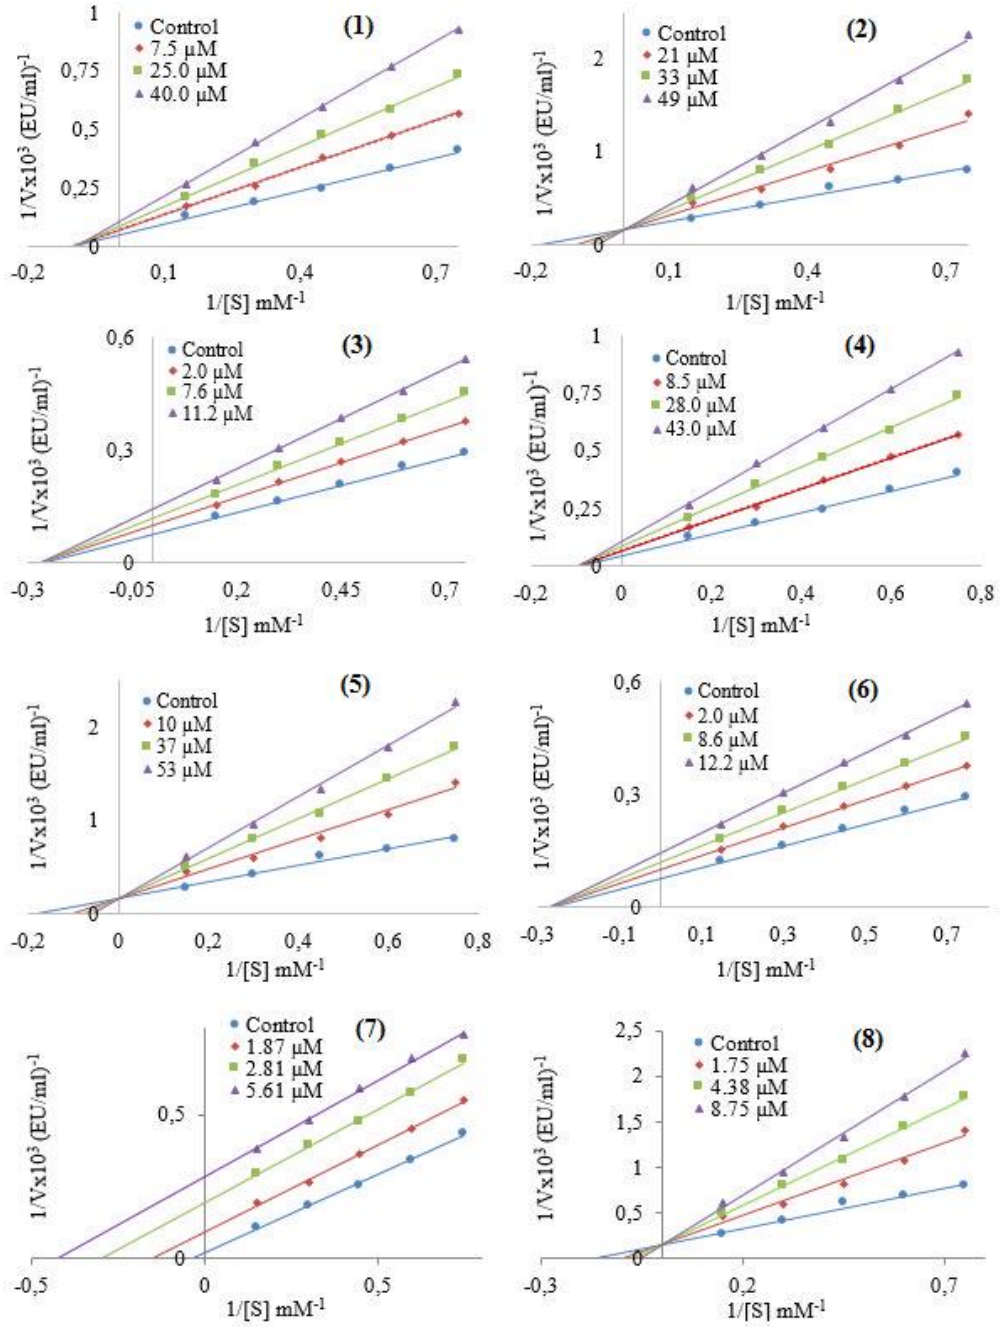 (1)
Control
7.5 µM
25.0 µM
40.0 µM
1
0,75
0,5
0,25
0
1/Vx10³ (EU/ml)⁻¹
-0,2 0,1 0,4 0,7
1/[S] mM⁻¹
(2)
Control
21 µM
33 µM
49 µM
2
1
0
1/Vx10³ (EU/ml)⁻¹
-0,2 0,1 0,4 0,7
1/[S] mM⁻¹
(3)
Control
2.0 µM
7.6 µM
11.2 µM
0,6
0,3
0
1/Vx10³ (EU/ml)⁻¹
-0,3 -0,05 0,2 0,45 0,7
1/[S] mM⁻¹
(4)
Control
8.5 µM
28.0 µM
43.0 µM
1
0,75
0,5
0,25
0
1/Vx10³ (EU/ml)⁻¹
-0,2 0 0,2 0,4 0,6 0,8
1/[S] mM⁻¹
(5)
Control
10 µM
37 µM
53 µM
2
1
0
1/Vx10³ (EU/ml)⁻¹
-0,2 0 0,2 0,4 0,6 0,8
1/[S] mM⁻¹
(6)
Control
2.0 µM
8.6 µM
12.2 µM
0,6
0,3
0
1/Vx10³ (EU/ml)⁻¹
-0,3 -0,1 0,1 0,3 0,5 0,7
1/[S] mM⁻¹
(7)
Control
1.87 µM
2.81 µM
5.61 µM
0,5
0
1/Vx10³ (EU/ml)⁻¹
-0,5 0 0,5
1/[S] mM⁻¹
(8)
Control
1.75 µM
4.38 µM
8.75 µM
2,5
2
1,5
1
0,5
0
1/Vx10³ (EU/ml)⁻¹
-0,3 0,2 0,7
1/[S] mM⁻¹